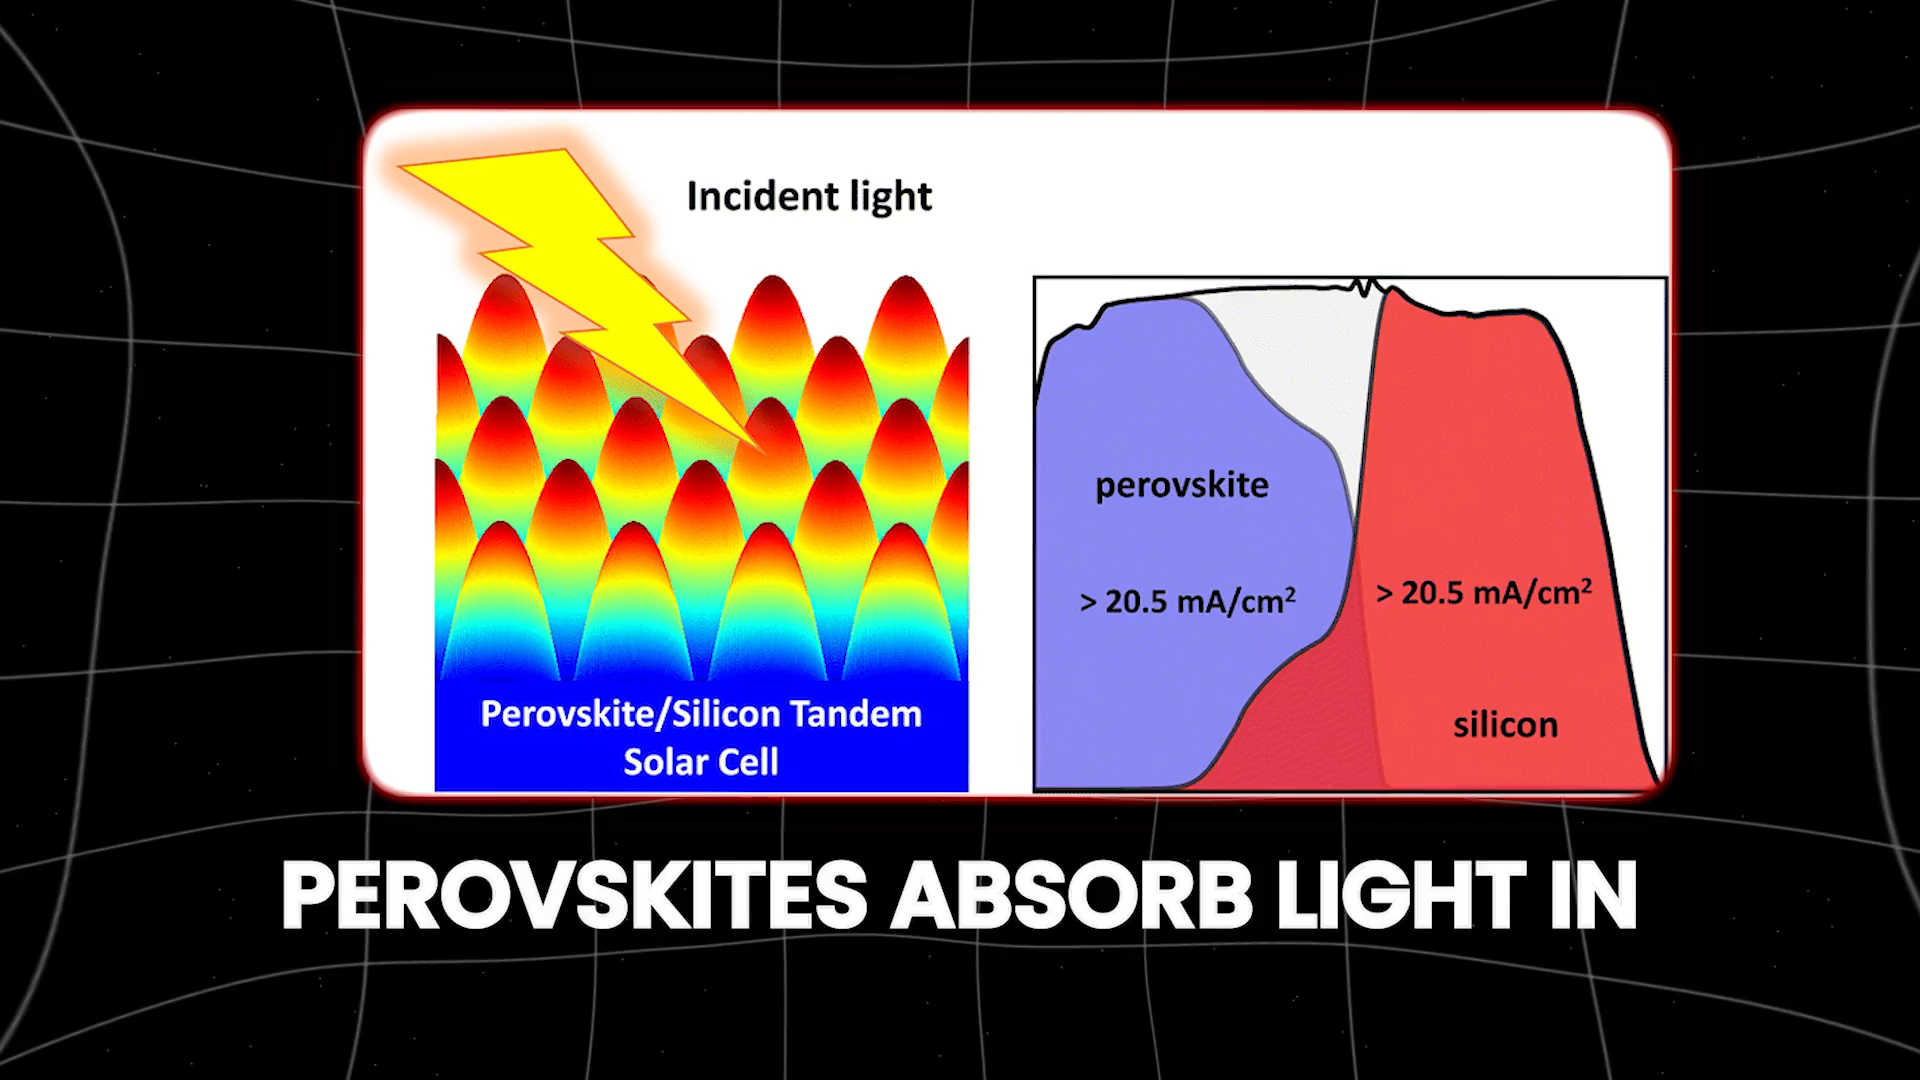 Incident light
Perovskite/Silicon Tandem
Solar Cell
perovskite
> 20.5 mA/cm²
> 20.5 mA/cm²
silicon
PEROVSKITES ABSORB LIGHT IN